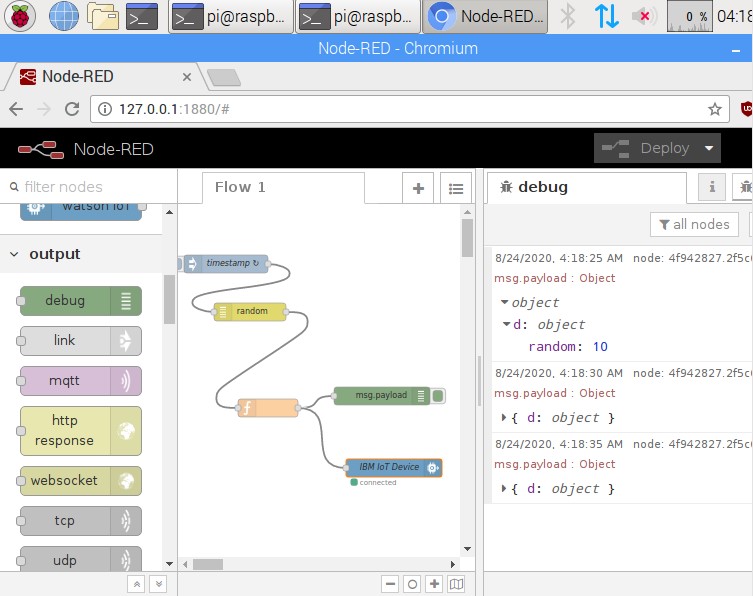 pi@raspb...
pi@raspb...
Node-RED...
0 %
04:18
Node-RED - Chromium
Node-RED
127.0.0.1:1880/#
Node-RED
Deploy
filter nodes
Flow 1
debug
i
all nodes
watson IoT
output
debug
link
mqtt
http
response
websocket
tcp
udp
timestamp ↻
random
f
msg.payload
IBM IoT Device
connected
8/24/2020, 4:18:25 AM node: 4f942827.2f5c
msg.payload : Object
object
d: object
random: 10
8/24/2020, 4:18:30 AM node: 4f942827.2f5c
msg.payload : Object
{ d: object }
8/24/2020, 4:18:35 AM node: 4f942827.2f5c
msg.payload : Object
{ d: object }